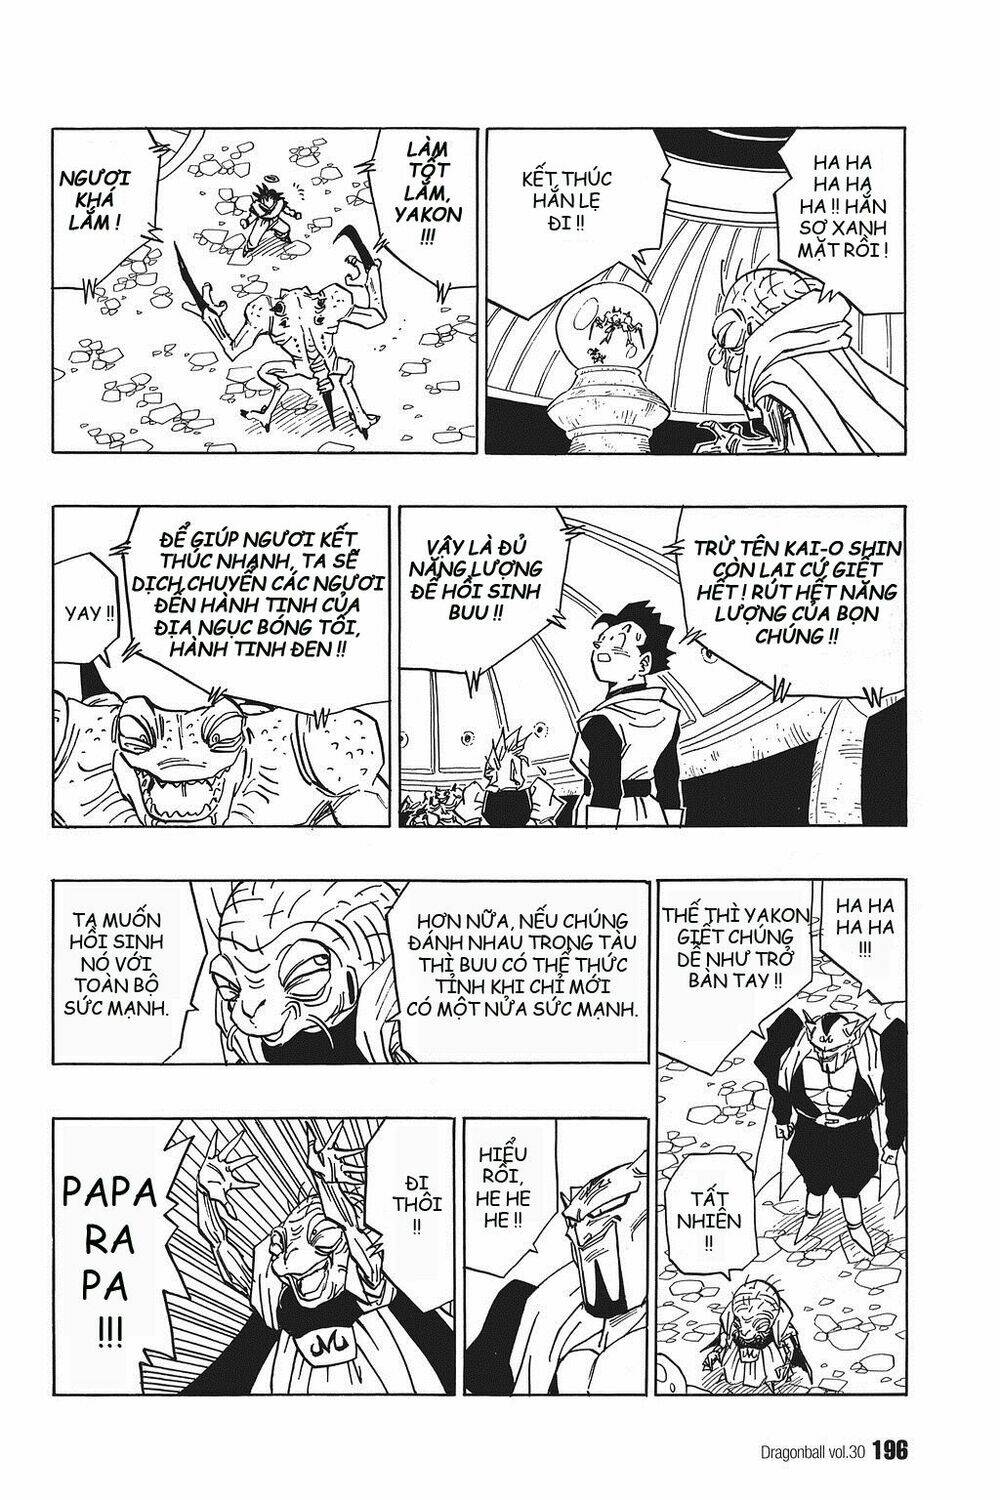 HA HA
HA HA
HA !! HẮN
SỢ XANH
MẶT RỒI !
KẾT THÚC
HẮN LẸ
ĐI !!
LÀM
TỐT
LẮM,
YAKON
!!!
NGƯƠI
KHÁ
LẮM !
TRỪ TÊN KAI-O SHIN
CÒN LẠI CỨ GIẾT
HẾT ! RÚT HẾT NĂNG
LƯỢNG CỦA BỌN
CHÚNG !!
VẬY LÀ ĐỦ
NĂNG LƯỢNG
ĐỂ HỒI SINH
BUU !!
ĐỂ GIÚP NGƯƠI KẾT
THÚC NHANH, TA SẼ
DỊCH CHUYỂN CÁC NGƯƠI
ĐẾN HÀNH TINH CỦA
ĐỊA NGỤC BÓNG TỐI,
HÀNH TINH ĐEN !!
YAY !!
HA HA
HA HA
!!!
THẾ THÌ YAKON
GIẾT CHÚNG
DỄ NHƯ TRỞ
BÀN TAY !!
TẤT
NHIÊN
!!
HƠN NỮA, NẾU CHÚNG
ĐÁNH NHAU TRONG TÀU
THÌ BUU CÓ THỂ THỨC
TỈNH KHI CHỈ MỚI
CÓ MỘT NỬA SỨC MẠNH.
TA MUỐN
HỒI SINH
NÓ VỚI
TOÀN BỘ
SỨC MẠNH.
HIỂU
RỒI,
HE HE
HE !!
ĐI
THÔI
!!
PAPA
RA
PA
!!!
Dragonball vol.30 196